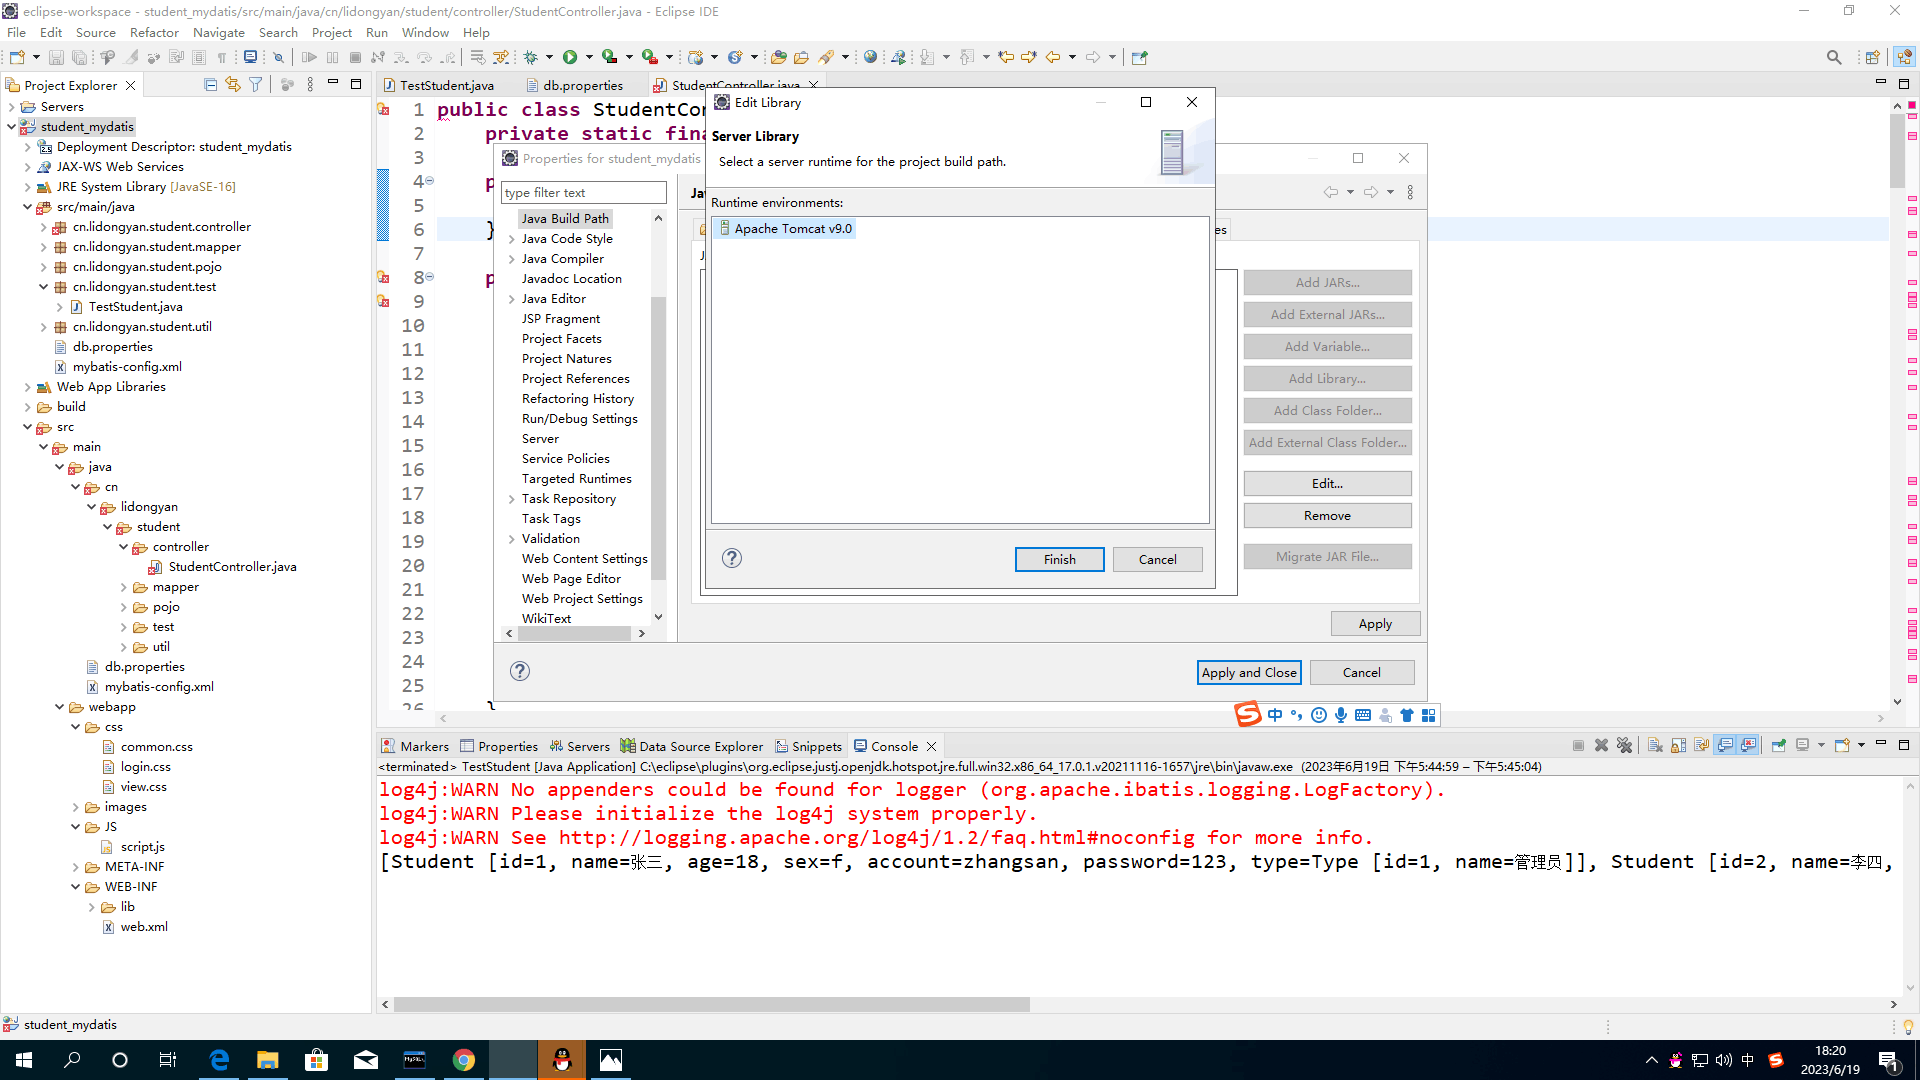 eclipse-workspace - student_mydatis/src/main/java/cn/lidongyan/student/controller/StudentController.java - Eclipse IDE
File Edit Source Refactor Navigate Search Project Run Window Help
Project Explorer
Servers
student_mydatis
Deployment Descriptor: student_mydatis
JAX-WS Web Services
JRE System Library [JavaSE-16]
src/main/java
cn.lidongyan.student.controller
cn.lidongyan.student.mapper
cn.lidongyan.student.pojo
cn.lidongyan.student.test
TestStudent.java
cn.lidongyan.student.util
db.properties
mybatis-config.xml
Web App Libraries
build
src
main
java
cn
lidongyan
student
controller
StudentController.java
mapper
pojo
test
util
db.properties
mybatis-config.xml
webapp
css
common.css
login.css
view.css
images
JS
script.js
META-INF
WEB-INF
lib
web.xml
student_mydatis
TestStudent.java
db.properties
StudentController.java
1 public class StudentCo
2 private static fina
3
4 p
5
6 }
7
8 p
9
10
11
12
13
14
15
16
17
18
19
20
21
22
23
24
25
26 }
Properties for student_mydatis
type filter text
Java Build Path
Java Code Style
Java Compiler
Javadoc Location
Java Editor
JSP Fragment
Project Facets
Project Natures
Project References
Refactoring History
Run/Debug Settings
Server
Service Policies
Targeted Runtimes
Task Repository
Task Tags
Validation
Web Content Settings
Web Page Editor
Web Project Settings
WikiText
Ja
es
Add JARs...
Add External JARs...
Add Variable...
Add Library...
Add Class Folder...
Add External Class Folder...
Edit...
Remove
Migrate JAR File...
Apply
Apply and Close
Cancel
Edit Library
Server Library
Select a server runtime for the project build path.
Runtime environments:
Apache Tomcat v9.0
Finish
Cancel
中
Markers Properties Servers Data Source Explorer Snippets Console
<terminated> TestStudent [Java Application] C:\eclipse\plugins\org.eclipse.justj.openjdk.hotspot.jre.full.win32.x86_64_17.0.1.v20211116-1657\jre\bin\javaw.exe (2023年6月19日 下午5:44:59 – 下午5:45:04)
log4j:WARN No appenders could be found for logger (org.apache.ibatis.logging.LogFactory).
log4j:WARN Please initialize the log4j system properly.
log4j:WARN See http://logging.apache.org/log4j/1.2/faq.html#noconfig for more info.
[Student [id=1, name=张三, age=18, sex=f, account=zhangsan, password=123, type=Type [id=1, name=管理员]], Student [id=2, name=李四,
MySQL
中
18:20
2023/6/19
1